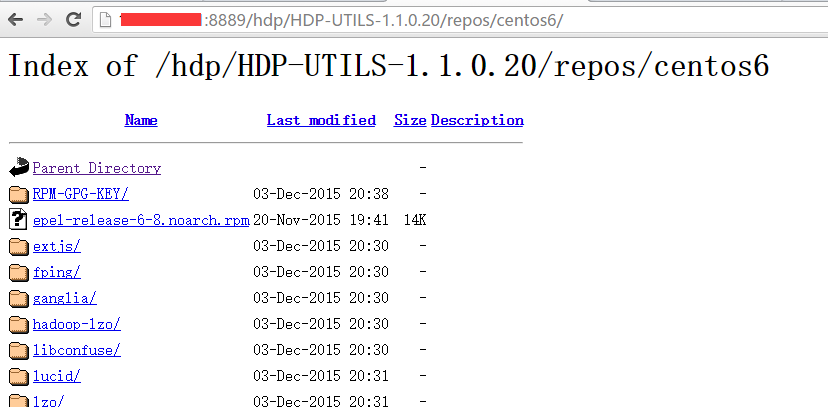 :8889/hdp/HDP-UTILS-1.1.0.20/repos/centos6/
Index of /hdp/HDP-UTILS-1.1.0.20/repos/centos6
Name Last modified Size Description
Parent Directory -
RPM-GPG-KEY/ 03-Dec-2015 20:38 -
epel-release-6-8.noarch.rpm 20-Nov-2015 19:41 14K
extjs/ 03-Dec-2015 20:30 -
fping/ 03-Dec-2015 20:30 -
ganglia/ 03-Dec-2015 20:30 -
hadoop-lzo/ 03-Dec-2015 20:30 -
libconfuse/ 03-Dec-2015 20:30 -
lucid/ 03-Dec-2015 20:31 -
lzo/ 03-Dec-2015 20:31 -